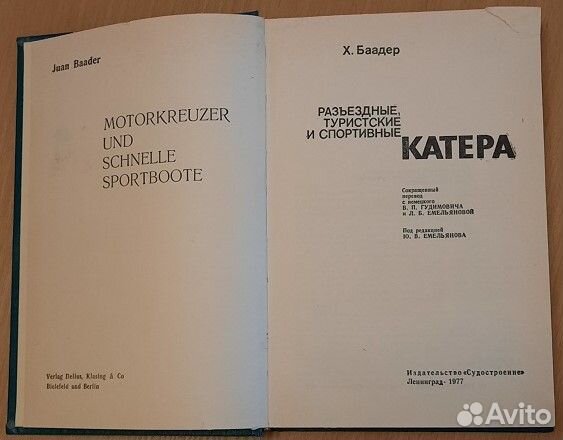 Juan Baader
MOTORKREUZER
UND
SCHNELLE
SPORTBOOTE
Verlag Delius, Klasing & Co
Bielefeld und Berlin
Х. Баадер
РАЗЪЕЗДНЫЕ,
ТУРИСТСКИЕ
И СПОРТИВНЫЕ
КАТЕРА
Сокращенный
перевод
с немецкого
В. П. ГУДИМОВИЧА
и Л. Б. ЕМЕЛЬЯНОВОЙ
Под редакцией
Ю. В. ЕМЕЛЬЯНОВА
Издательство «Судостроение»
Ленинград · 1977
Avito